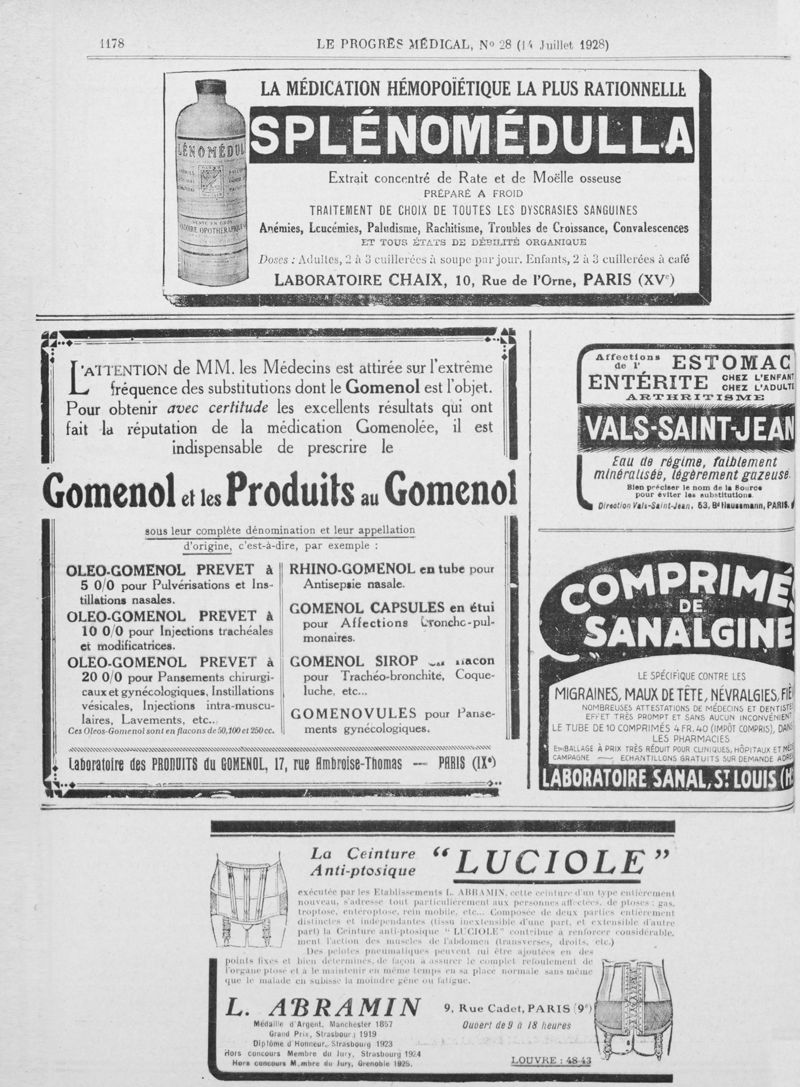 1178
LE PROGRÈS MÉDICAL, No 28 (14 Juillet 1928)
LA MÉDICATION HÉMOPOÏÉTIQUE LA PLUS RATIONNELLE
SPLÉNOMÉDULLA
LÉNOMÉDUL
Extrait concentré de Rate et de Moëlle osseuse
PRÉPARÉ A FROID
TRAITEMENT DE CHOIX DE TOUTES LES DYSCRASIES SANGUINES
Anémies, Leucémies, Paludisme, Rachitisme, Troubles de Croissance, Convalescences
ET TOUS ÉTATS DE DÉBILITÉ ORGANIQUE
Doses : Adultes, 2 à 3 cuillerées à soupe par jour. Enfants, 2 à 3 cuillerées à café
LABORATOIRE CHAIX, 10, Rue de l'Orne, PARIS (XVe)
L'ATTENTION de MM. les Médecins est attirée sur l'extrême
fréquence des substitutions dont le Gomenol est l'objet.
Pour obtenir avec certitude les excellents résultats qui ont
fait la réputation de la médication Gomenolée, il est
indispensable de prescrire le
Gomenol et les Produits au Gomenol
sous leur complète dénomination et leur appellation
d'origine, c'est-à-dire, par exemple :
OLEO-GOMENOL PREVET à
5 0/0 pour Pulvérisations et Ins-
tillations nasales.
OLEO-GOMENOL PREVET à
10 0/0 pour Injections trachéales
et modificatrices.
OLEO-GOMENOL PREVET à
20 0/0 pour Pansements chirurgi-
caux et gynécologiques, Instillations
vésicales, Injections intra-muscu-
laires, Lavements, etc..
Ces Oleos-Gomenol sont en flacons de 50, 100 et 250 cc.
RHINO-GOMENOL en tube pour
Antisepsie nasale.
GOMENOL CAPSULES en étui
pour Affections broncho-pul-
monaires.
GOMENOL SIROP flacon
pour Trachéo-bronchite, Coque-
luche, etc...
GOMENOVULES pour Panse-
ments gynécologiques.
Laboratoire des PRODUITS du GOMENOL, 17, rue Ambroise-Thomas — PARIS (IXe)
Affections
de l'
ESTOMAC
ENTÉRITE CHEZ L'ENFANT
CHEZ L'ADULTE
ARTHRITISME
VALS-SAINT-JEAN
Eau de régime, faiblement
minéralisée, légèrement gazeuse.
Bien préciser le nom de la Source
pour éviter les substitutions.
Direction Vals-Saint-Jean, 53, Bd Haussmann, PARIS.
COMPRIMÉ
DE
SANALGINE
LE SPÉCIFIQUE CONTRE LES
MIGRAINES, MAUX DE TÊTE, NÉVRALGIES, FIÈ
NOMBREUSES ATTESTATIONS DE MÉDECINS ET DENTISTE
EFFET TRÈS PROMPT ET SANS AUCUN INCONVÉNIENT
LE TUBE DE 10 COMPRIMÉS 4 FR. 40 (IMPÔT COMPRIS), DANS
LES PHARMACIES
EMBALLAGE À PRIX TRÈS RÉDUIT POUR CLINIQUES, HÔPITAUX ET MÉD
CAMPAGNE — ECHANTILLONS GRATUITS SUR DEMANDE ADRE
LABORATOIRE SANAL, ST LOUIS (H
La Ceinture
Anti-ptosique
“ LUCIOLE ”
exécutée par les Etablissements L. ABRAMIN, cette ceinture d'un type entièrement
nouveau, s'adresse tout particulièrement aux personnes affectées, de ptoses : gas,
troptose, entéroptose, rein mobile, etc... Composée de deux parties entièrement
distinctes et indépendantes (tissu inextensible d'une part, et extensible d'autre
part) la Ceinture anti-ptosique “ LUCIOLE ” contribue à renforcer considérable,
ment l'action des muscles de l'abdomen (transverses, droits, etc.)
Des pelotes pneumatiques peuvent lui être ajoutées en des
points fixes et bien déterminés, de façon à assurer le complet refoulement de
l'organe ptosé et à le maintenir en même temps en sa place normale sans même
que le malade en subisse la moindre gêne ou fatigue.
L. ABRAMIN
9, Rue Cadet, PARIS (9e)
Médaille d'Argent, Manchester 1857
Grand Prix, Strasbourg 1919
Diplôme d'Honneur, Strasbourg 1923
Hors concours Membre du Jury, Strasbourg 1924
Hors concours Membre du Jury, Grenoble 1925.
Ouvert de 9 à 18 heures
LOUVRE : 48-43